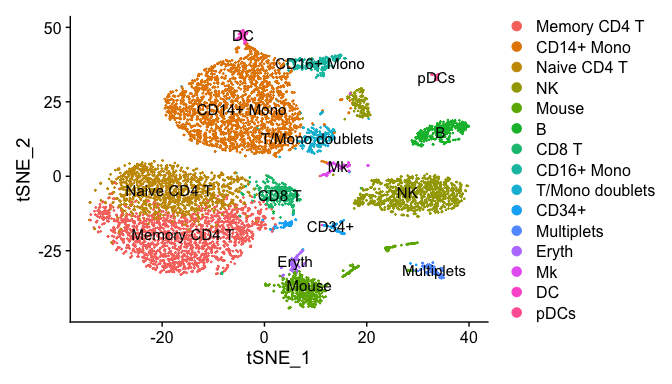 tSNE_2
50
25
0
-25
-20
0
20
40
tSNE_1
DC
CD16+ Mono
pDCs
CD14+ Mono
T/Mono doublets
B
Mk
Naive CD4 T
CD8 T
NK
Memory CD4 T
CD34+
Eryth
Multiplets
Mouse
Memory CD4 T
CD14+ Mono
Naive CD4 T
NK
Mouse
B
CD8 T
CD16+ Mono
T/Mono doublets
CD34+
Multiplets
Eryth
Mk
DC
pDCs